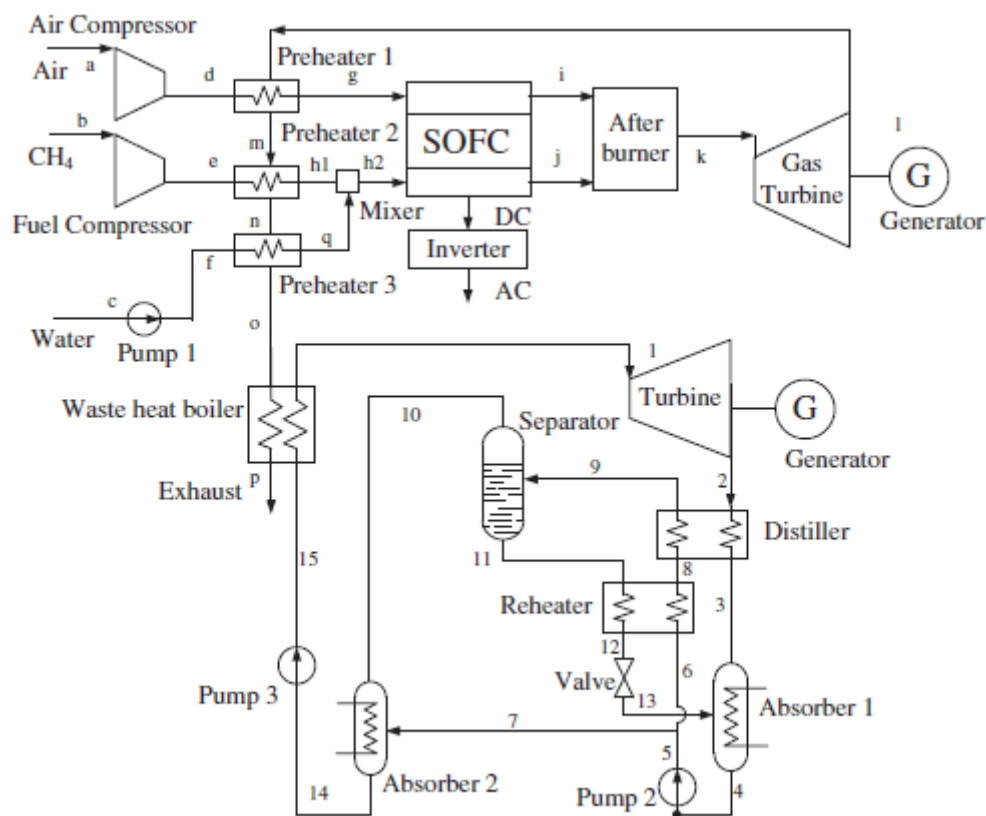 Air Compressor
a
Air
d
Preheater 1
g
i
b
CH4
e
m
Preheater 2
h1
h2
SOFC
j
After
burner
k
Gas
Turbine
l
G
Generator
Fuel Compressor
n
Mixer
DC
f
q
Inverter
Preheater 3
AC
c
Water
Pump 1
o
Waste heat boiler
Exhaust
p
10
Separator
1
Turbine
G
Generator
9
2
Distiller
15
11
8
Reheater
3
12
6
Pump 3
Valve
13
Absorber 1
7
5
14
Absorber 2
Pump 2
4